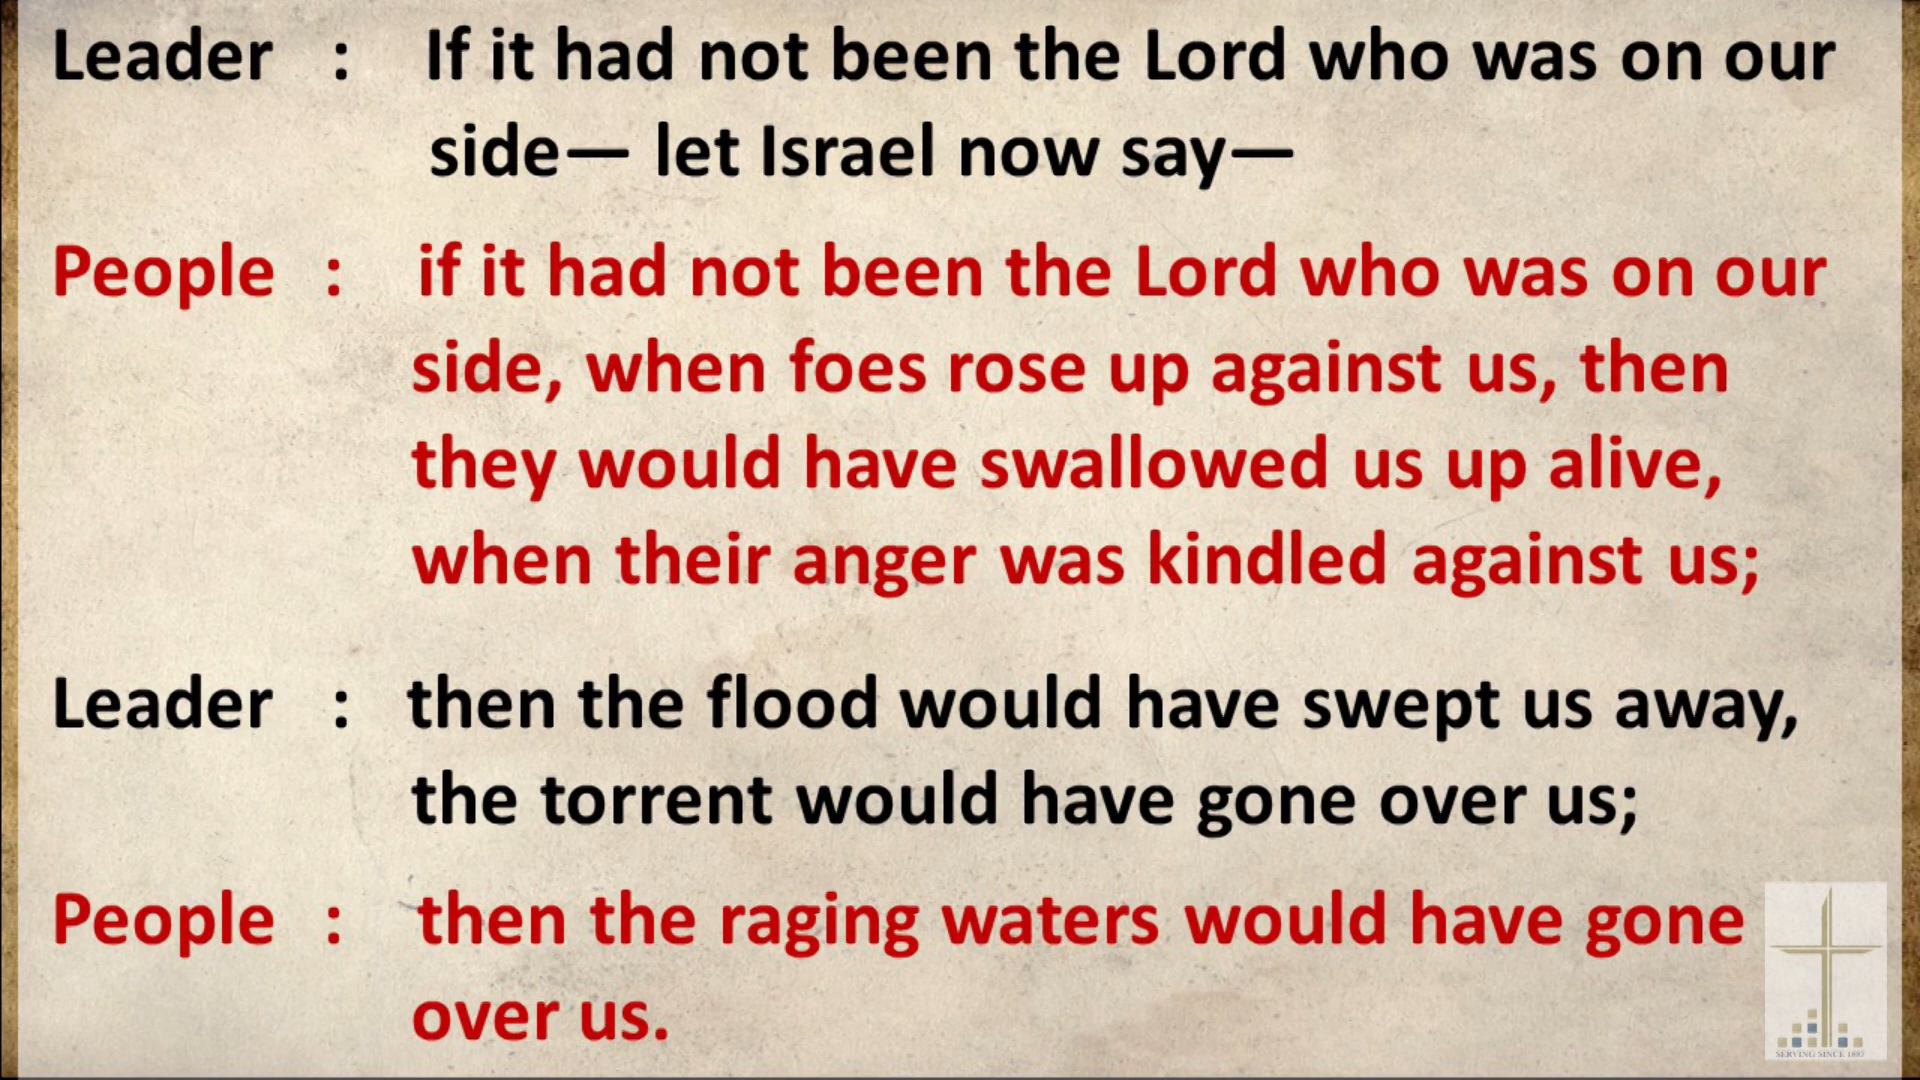 Leader : If it had not been the Lord who was on our
side— let Israel now say—
People : if it had not been the Lord who was on our
side, when foes rose up against us, then
they would have swallowed us up alive,
when their anger was kindled against us;
Leader : then the flood would have swept us away,
the torrent would have gone over us;
People : then the raging waters would have gone
over us.
SERVING SINCE 1897